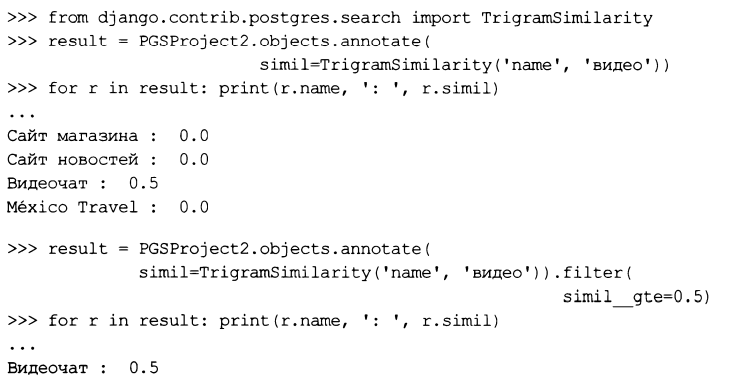 >>> from django.contrib.postgres.search import TrigramSimilarity
>>> result = PGSProject2.objects.annotate(
simil=TrigramSimilarity('name', 'видео'))
>>> for r in result: print(r.name, ': ', r.simil)
...
Сайт магазина :  0.0
Сайт новостей :  0.0
Видеочат :  0.5
México Travel :  0.0
>>> result = PGSProject2.objects.annotate(
simil=TrigramSimilarity('name', 'видео')).filter(
simil__gte=0.5)
>>> for r in result: print(r.name, ': ', r.simil)
...
Видеочат :  0.5